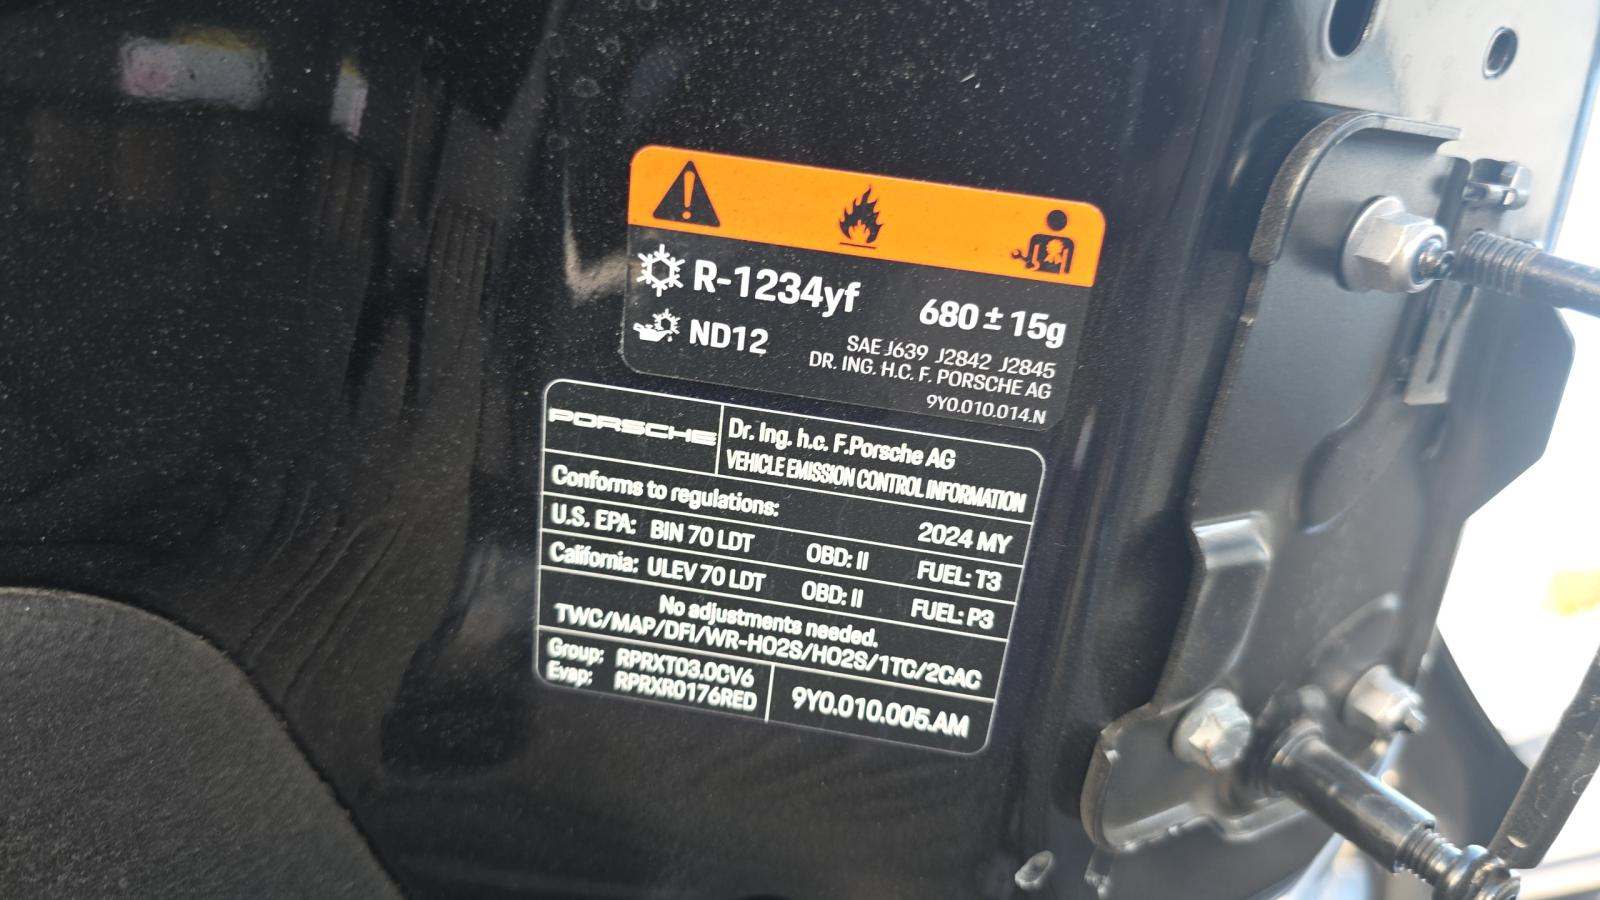 R-1234yf 680 ± 15g
ND12
SAE J639 J2842 J2845
DR. ING. H.C. F. PORSCHE AG
9Y0.010.014.N
PORSCHE
Dr. Ing. h.c. F.Porsche AG
VEHICLE EMISSION CONTROL INFORMATION
Conforms to regulations: 2024 MY
U.S. EPA: BIN 70 LDT OBD: II FUEL: T3
California: ULEV 70 LDT OBD: II FUEL: P3
No adjustments needed.
TWC/MAP/DFI/WR-HO2S/HO2S/1TC/2CAC
Group: RPRXT03.0CV6
Evap: RPRXR0176RED
9Y0.010.005.AM